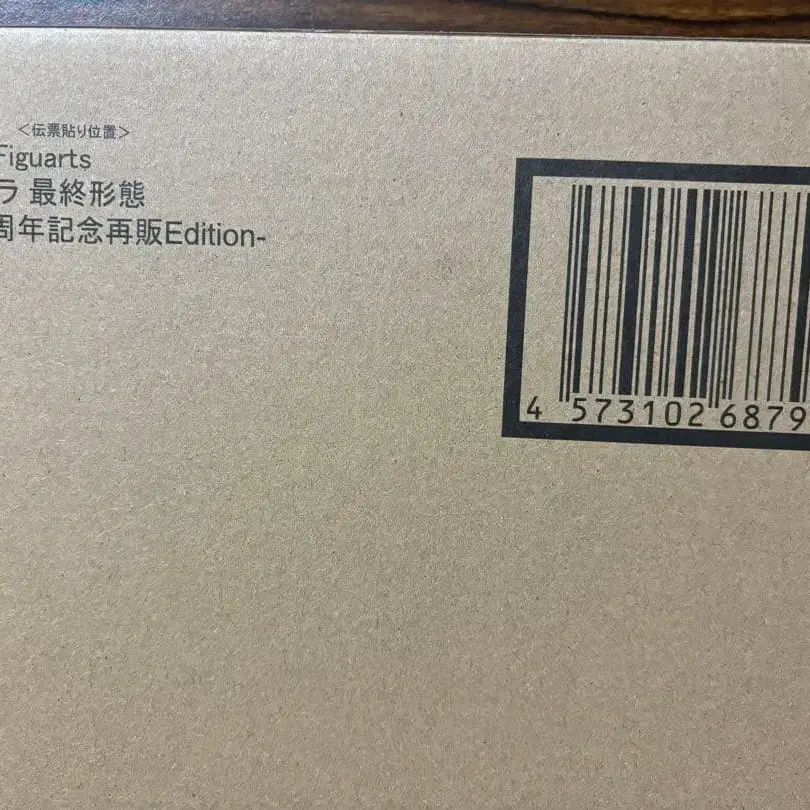 <伝票貼り位置>
Figuarts
ラ 最終形態
周年記念再販Edition-
4 573102 6879